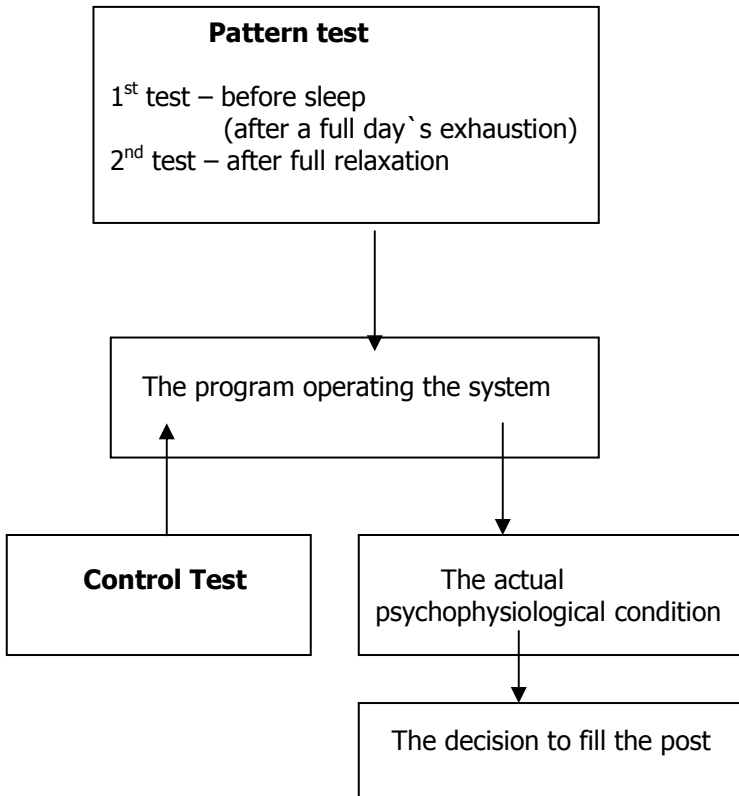 Pattern test
1st test – before sleep
(after a full day`s exhaustion)
2nd test – after full relaxation
The program operating the system
Control Test
The actual
psychophysiological condition
The decision to fill the post